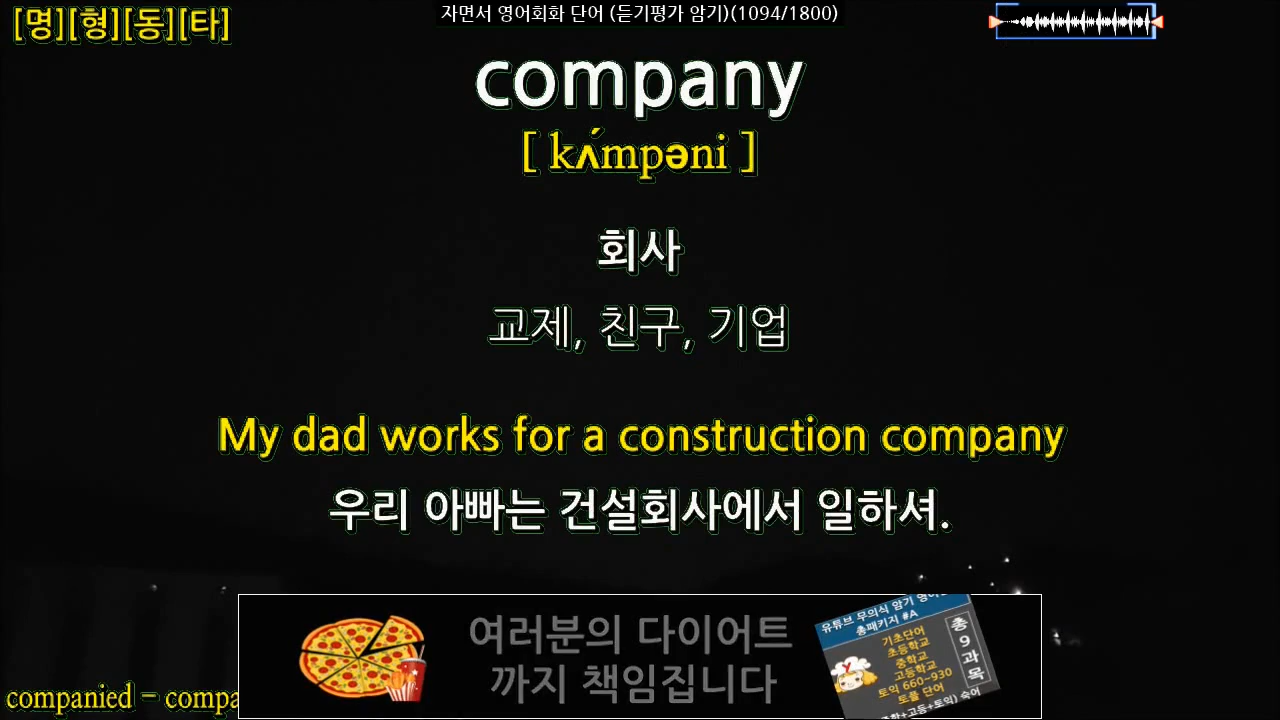 자면서 영어회화 단어 (듣기평가 암기)(1094/1800)
[명][형][동][타]
company
[ kʌ́mpəni ]
회사
교제, 친구, 기업
My dad works for a construction company
우리 아빠는 건설회사에서 일하셔.
여러분의 다이어트
까지 책임집니다
유튜브 무의식 암기
총패키지 #A
기초단어
초등학교
중학교
고등학교
토익 660~930
토플 단어
총9과목
숙어
companied - compa